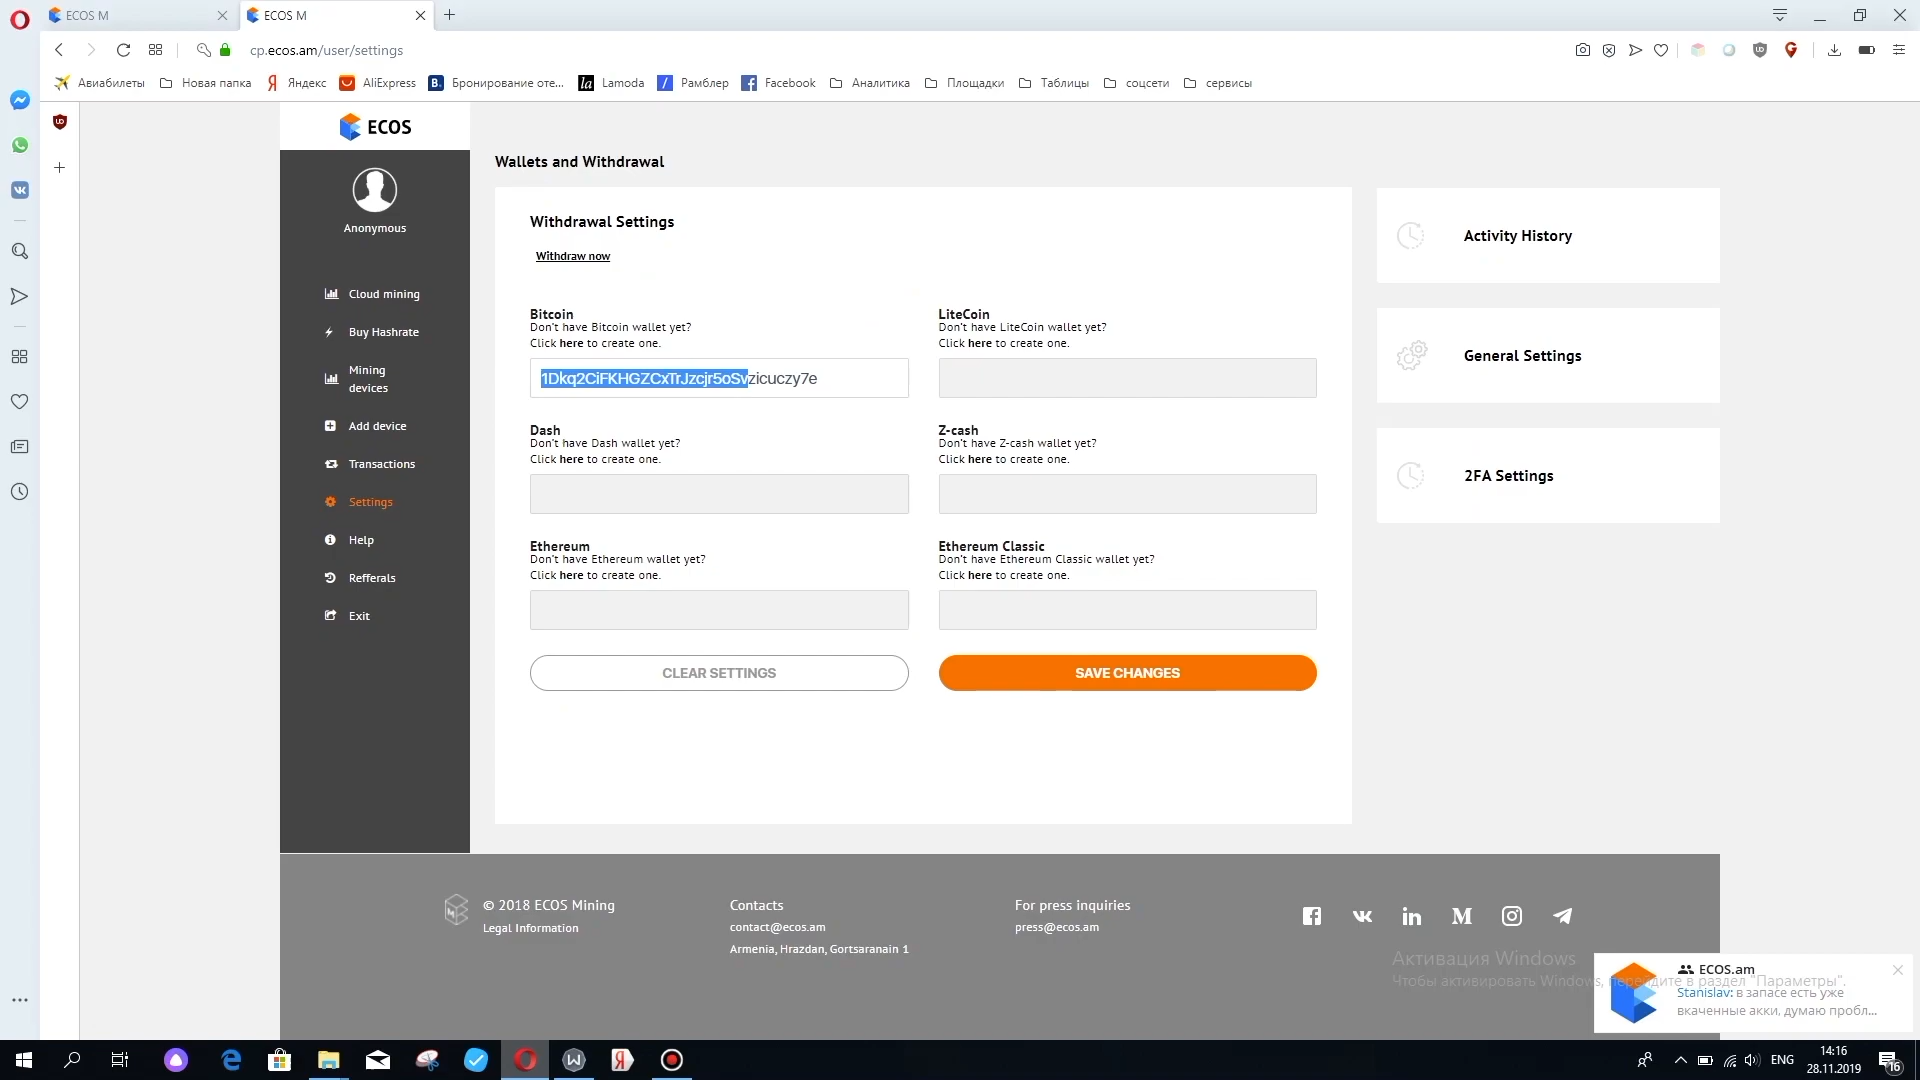 ECOS M
ECOS M
cp.ecos.am/user/settings
Авиабилеты
Новая папка
Яндекс
AliExpress
Бронирование оте...
Lamoda
Рамблер
Facebook
Аналитика
Площадки
Таблицы
соцсети
сервисы
ECOS
Anonymous
Cloud mining
Buy Hashrate
Mining
devices
Add device
Transactions
Settings
Help
Refferals
Exit
Wallets and Withdrawal
Withdrawal Settings
Withdraw now
Bitcoin
Don't have Bitcoin wallet yet?
Click here to create one.
1Dkq2CiFKHGZCxTrJzcjr5oSvzicuczy7e
LiteCoin
Don't have LiteCoin wallet yet?
Click here to create one.
Dash
Don't have Dash wallet yet?
Click here to create one.
Z-cash
Don't have Z-cash wallet yet?
Click here to create one.
Ethereum
Don't have Ethereum wallet yet?
Click here to create one.
Ethereum Classic
Don't have Ethereum Classic wallet yet?
Click here to create one.
CLEAR SETTINGS
SAVE CHANGES
Activity History
General Settings
2FA Settings
© 2018 ECOS Mining
Legal Information
Contacts
contact@ecos.am
Armenia, Hrazdan, Gortsaranain 1
For press inquiries
press@ecos.am
Активация Windows
Чтобы активировать Windows, перейдите в раздел "Параметры".
ECOS.am
Stanislav: в запасе есть уже
вкаченные акки, думаю пробл...
ENG
14:16
28.11.2019
16